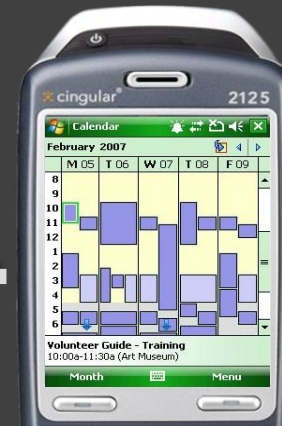 cingular®
2125
Calendar
February 2007
M 05 T 06 W 07 T 08 F 09
8
9
10
11
12
1
2
3
4
5
6
Volunteer Guide - Training
10:00a-11:30a (Art Museum)
Month Menu